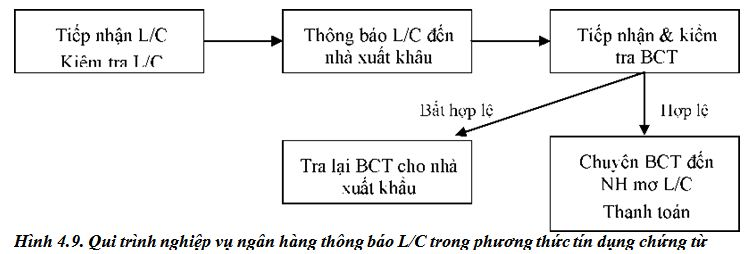 Tiếp nhận L/C
Kiểm tra L/C
Thông báo L/C đến
nhà xuất khẩu
Tiếp nhận & kiểm
tra BCT
Bất hợp lệ
Hợp lệ
Trả lại BCT cho nhà
xuất khẩu
Chuyển BCT đến
NH mở L/C
Thanh toán
Hình 4.9. Qui trình nghiệp vụ ngân hàng thông báo L/C trong phương thức tín dụng chứng từ